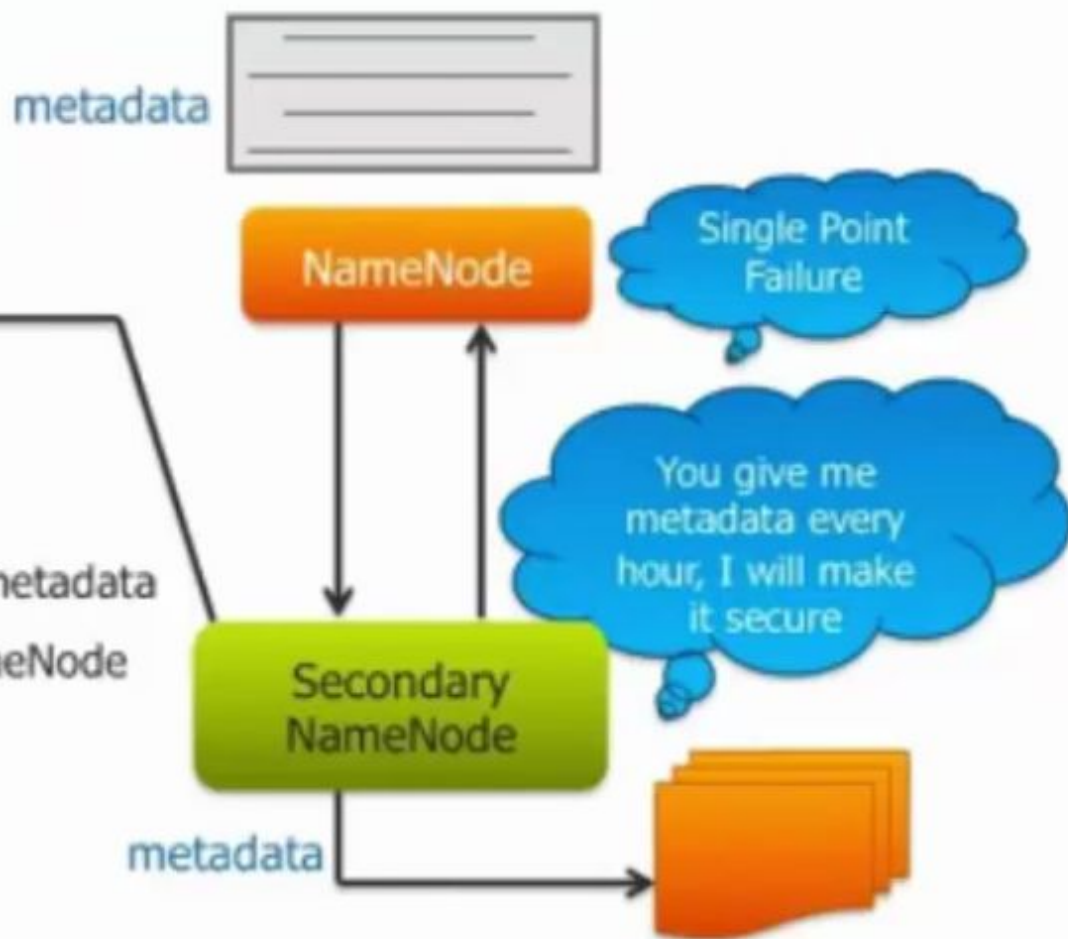 metadata
NameNode
Single Point
Failure
You give me
metadata every
hour, I will make
it secure
Secondary
NameNode
metadata